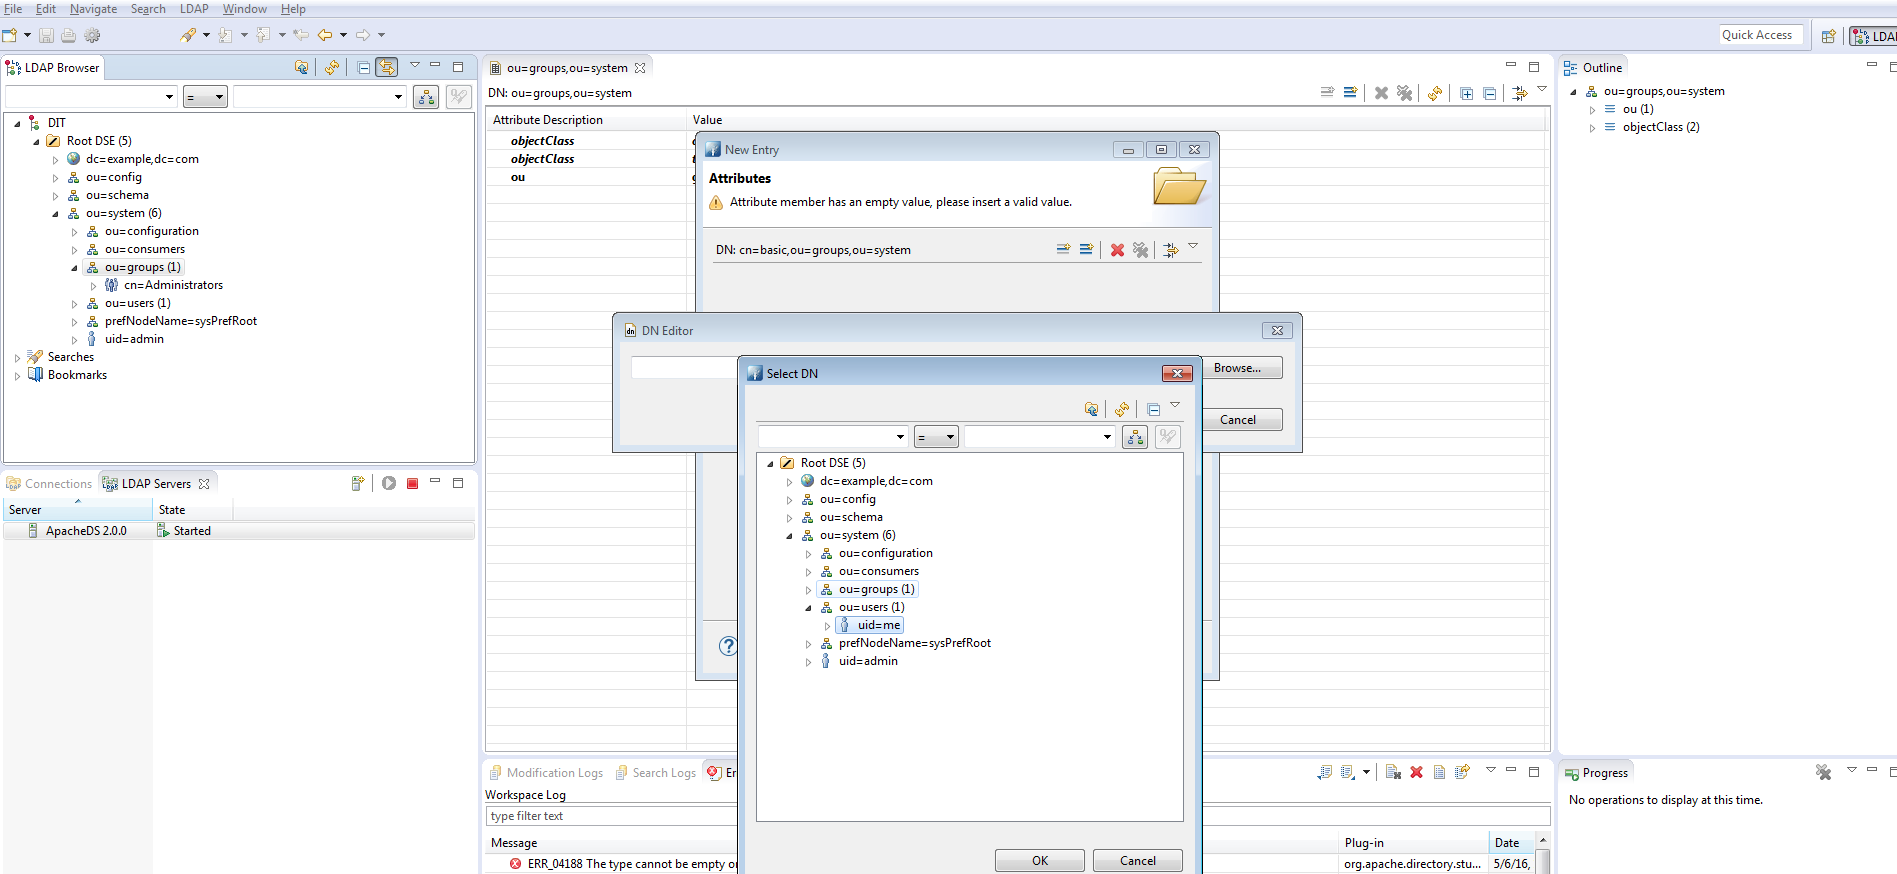 File Edit Navigate Search LDAP Window Help
Quick Access
LDAP
LDAP Browser
=
DIT
Root DSE (5)
dc=example,dc=com
ou=config
ou=schema
ou=system (6)
ou=configuration
ou=consumers
ou=groups (1)
cn=Administrators
ou=users (1)
prefNodeName=sysPrefRoot
uid=admin
Searches
Bookmarks
Connections LDAP Servers
Server State
ApacheDS 2.0.0 Started
ou=groups,ou=system
DN: ou=groups,ou=system
Attribute Description Value
objectClass
objectClass
ou
New Entry
Attributes
Attribute member has an empty value, please insert a valid value.
DN: cn=basic,ou=groups,ou=system
DN Editor
Browse...
Cancel
Select DN
=
Root DSE (5)
dc=example,dc=com
ou=config
ou=schema
ou=system (6)
ou=configuration
ou=consumers
ou=groups (1)
ou=users (1)
uid=me
prefNodeName=sysPrefRoot
uid=admin
OK Cancel
Modification Logs Search Logs Er
Workspace Log
type filter text
Message Plug-in Date
ERR_04188 The type cannot be empty or org.apache.directory.stu... 5/6/16,
Outline
ou=groups,ou=system
ou (1)
objectClass (2)
Progress
No operations to display at this time.